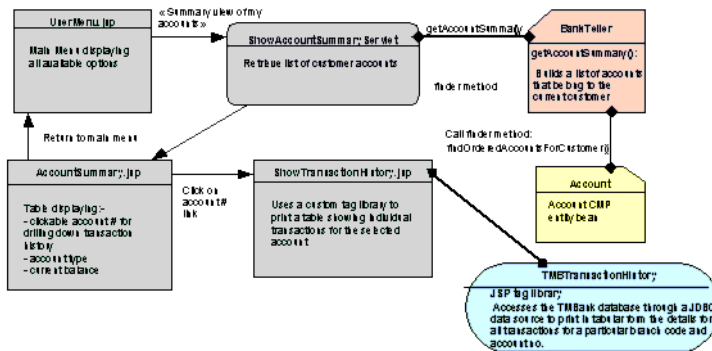 UserMenu.jsp
Main Menu displaying
all available options
« Summary view of my
accounts »
ShowAccountSummary Servlet
Retrieve list of customer accounts
getAccountSummary()
BankTeller
getAccountSummary():
Builds a list of accounts
that belong to the
current customer
finder method
Return to main menu
Call finder method:
findOrderedAccountsForCustomer()
AccountSummary.jsp
Table displaying:-
- clickable account # for
drilling down transaction
history
- account type
- current balance
Click on
account #
link
ShowTransactionHistory.jsp
Uses a custom tag library to
print a table showing individual
transactions for the selected
account
Account
Account CMP
entity bean
TMBTransactionHistory
JSP tag library
Accesses the TMBank database through a JDBC
data source to print in tabular form the details for
all transactions for a particular branch code and
account no.